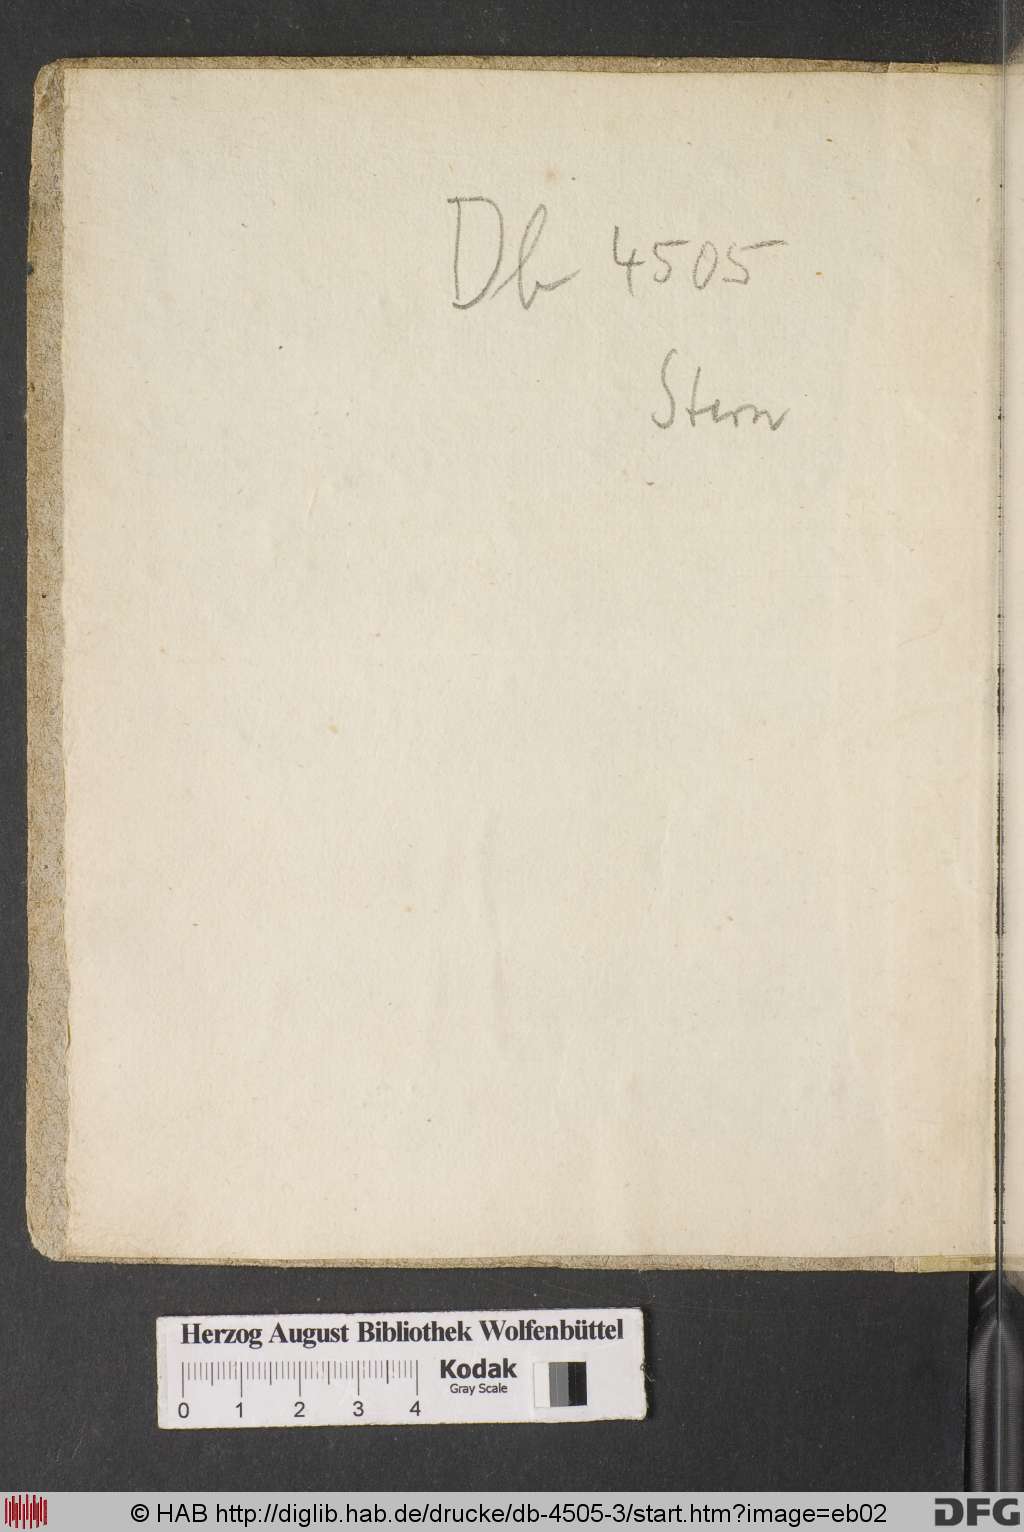 Db 4505
Stern
Herzog August Bibliothek Wolfenbüttel
Kodak
Gray Scale
0 1 2 3 4
© HAB http://diglib.hab.de/drucke/db-4505-3/start.htm?image=eb02
DFG